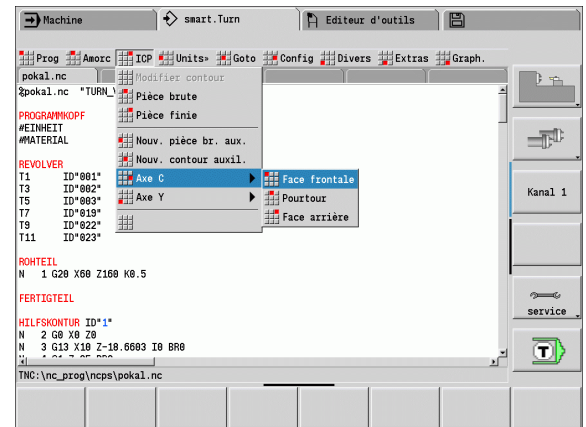 Machine
smart.Turn
Editeur d'outils
Prog Amorc ICP Units» Goto Config Divers Extras Graph.
pokal.nc
Modifier contour
Pièce brute
Pièce finie
Nouv. pièce br. aux.
Nouv. contour auxil.
Axe C
Axe Y
Face frontale
Pourtour
Face arrière
%pokal.nc "TURN_
PROGRAMMKOPF
#EINHEIT
#MATERIAL
REVOLVER
T1 ID"001"
T3 ID"002"
T5 ID"003"
T7 ID"019"
T9 ID"022"
T11 ID"023"
ROHTEIL
N 1 G20 X60 Z160 K0.5
FERTIGTEIL
HILFSKONTUR ID"1"
N 2 G0 X0 Z0
N 3 G13 X10 Z-18.6603 I0 BR0
TNC:\nc_prog\ncps\pokal.nc
Kanal 1
service
T